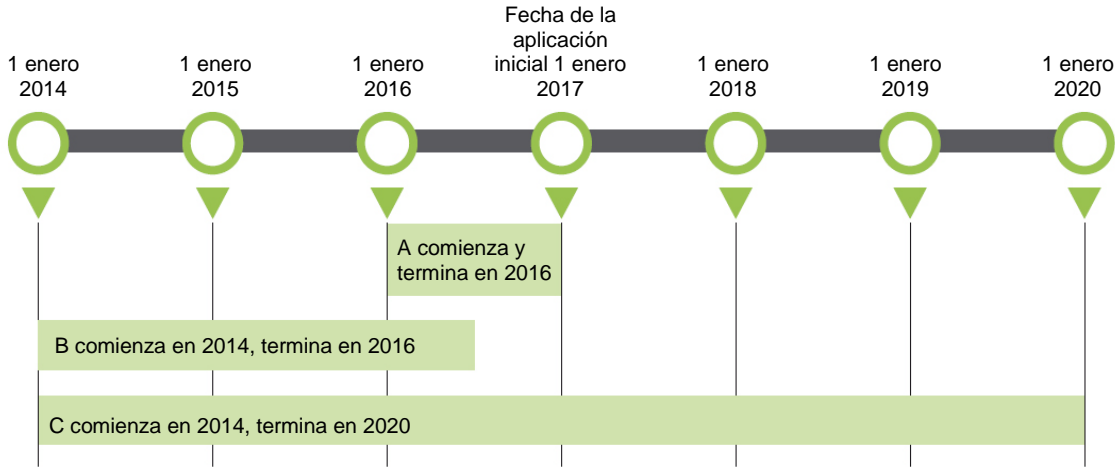 Fecha de la
aplicación
inicial 1 enero
2017
1 enero
2014
1 enero
2015
1 enero
2016
1 enero
2018
1 enero
2019
1 enero
2020
A comienza y
termina en 2016
B comienza en 2014, termina en 2016
C comienza en 2014, termina en 2020